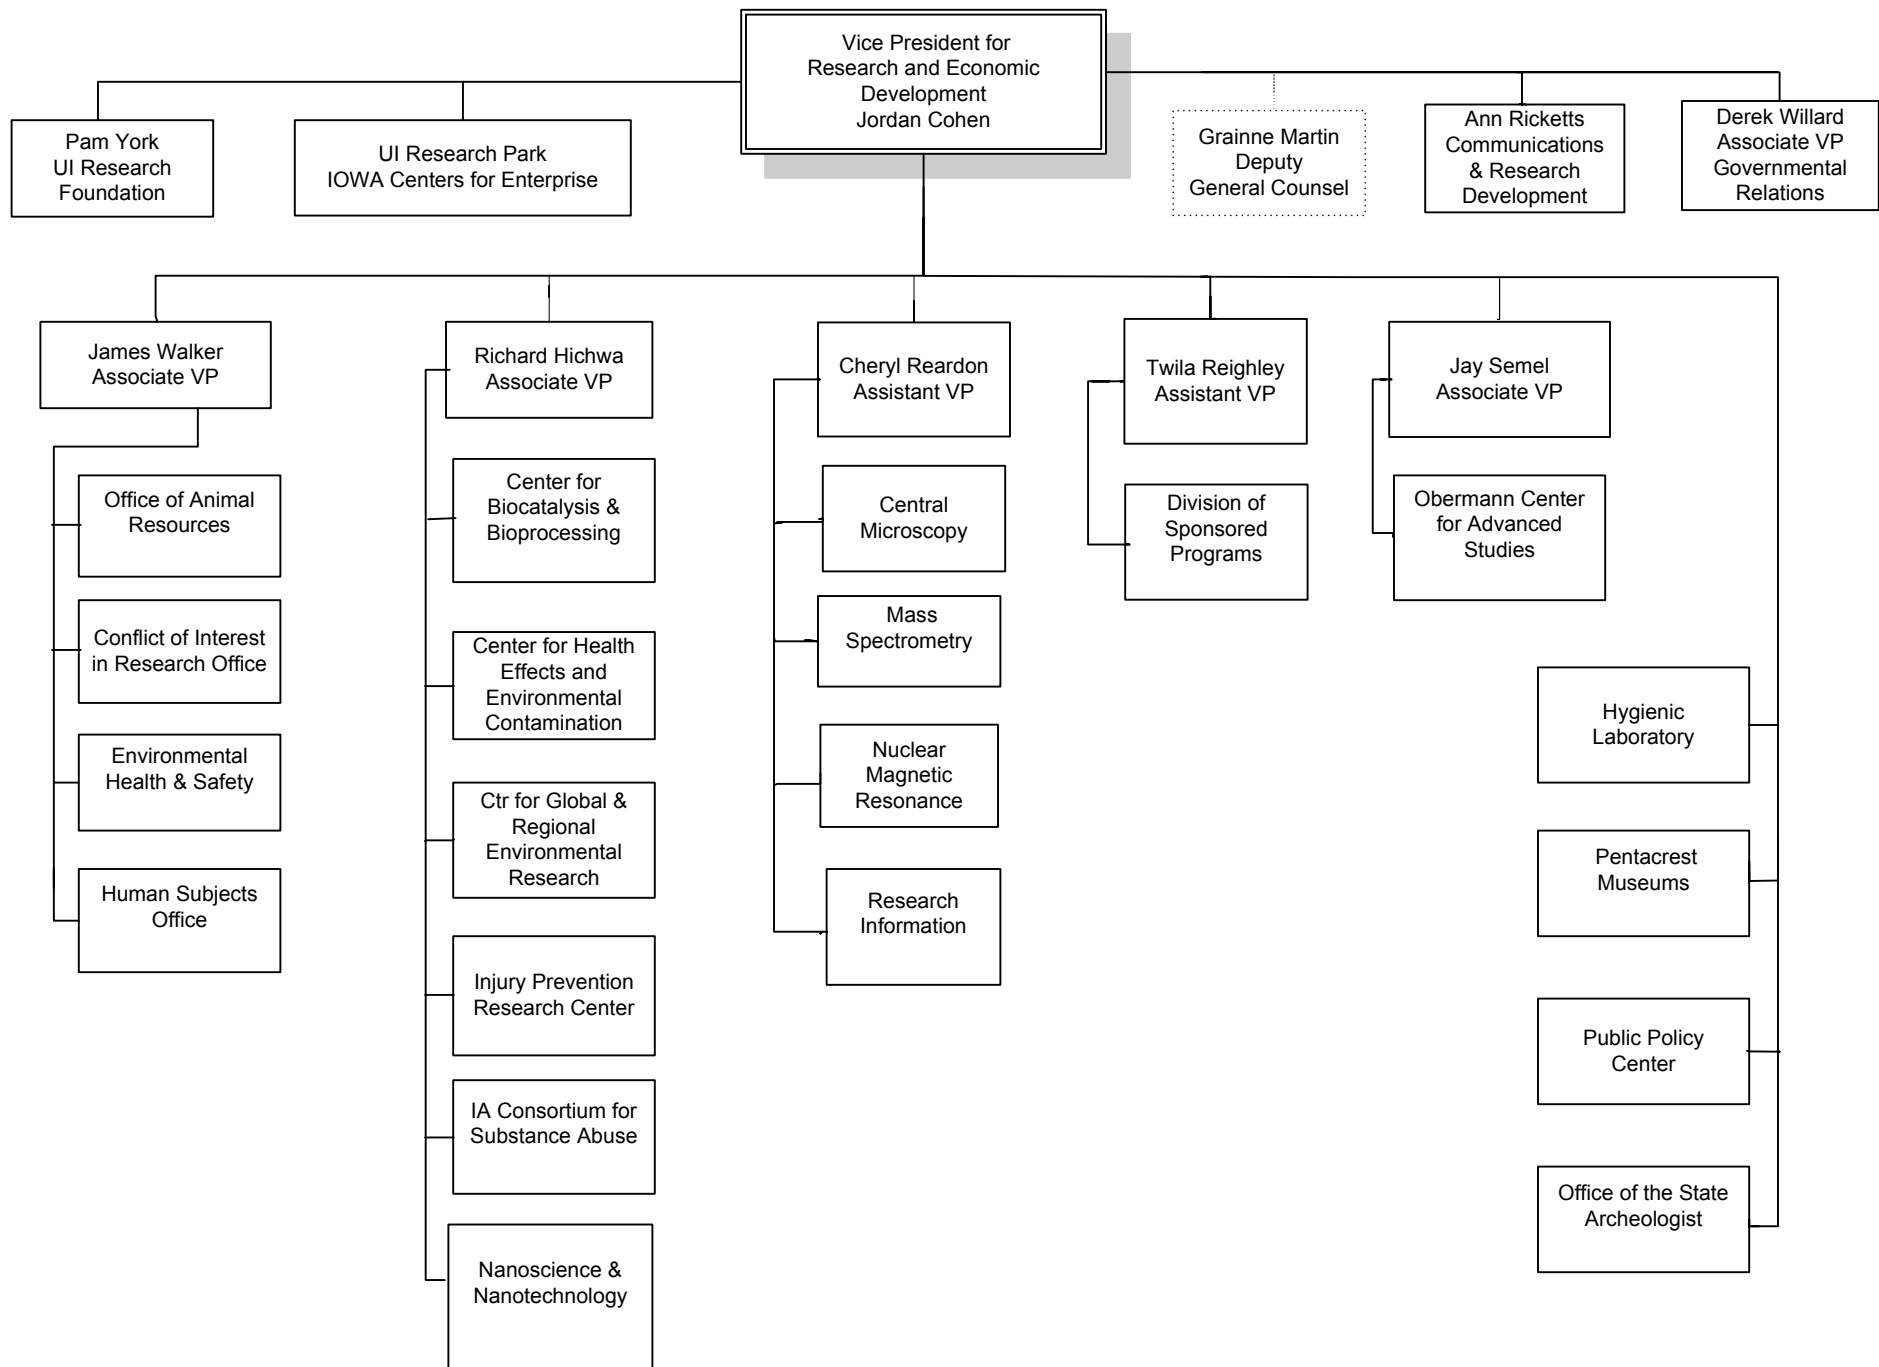 Vice President for
Research and Economic
Development
Jordan Cohen
Pam York
UI Research
Foundation
UI Research Park
IOWA Centers for Enterprise
Grainne Martin
Deputy
General Counsel
Ann Ricketts
Communications
& Research
Development
Derek Willard
Associate VP
Governmental
Relations
James Walker
Associate VP
Office of Animal
Resources
Conflict of Interest
in Research Office
Environmental
Health & Safety
Human Subjects
Office
Richard Hichwa
Associate VP
Center for
Biocatalysis &
Bioprocessing
Center for Health
Effects and
Environmental
Contamination
Ctr for Global &
Regional
Environmental
Research
Injury Prevention
Research Center
IA Consortium for
Substance Abuse
Nanoscience &
Nanotechnology
Cheryl Reardon
Assistant VP
Central
Microscopy
Mass
Spectrometry
Nuclear
Magnetic
Resonance
Research
Information
Twila Reighley
Assistant VP
Division of
Sponsored
Programs
Jay Semel
Associate VP
Obermann Center
for Advanced
Studies
Hygienic
Laboratory
Pentacrest
Museums
Public Policy
Center
Office of the State
Archeologist